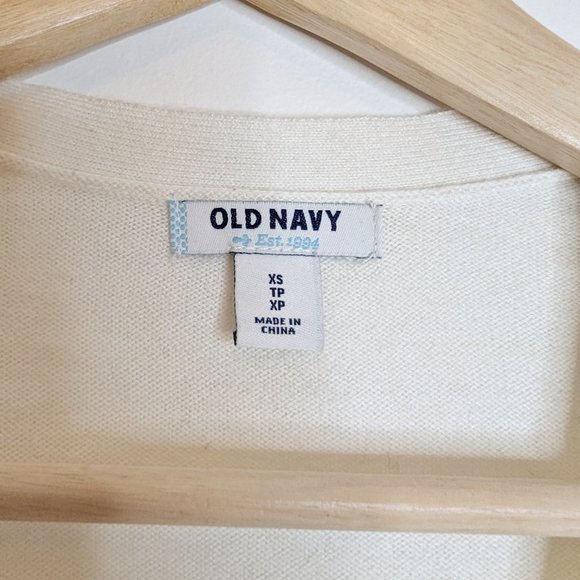 OLD NAVY
Est. 1994
XS
TP
XP
MADE IN
CHINA